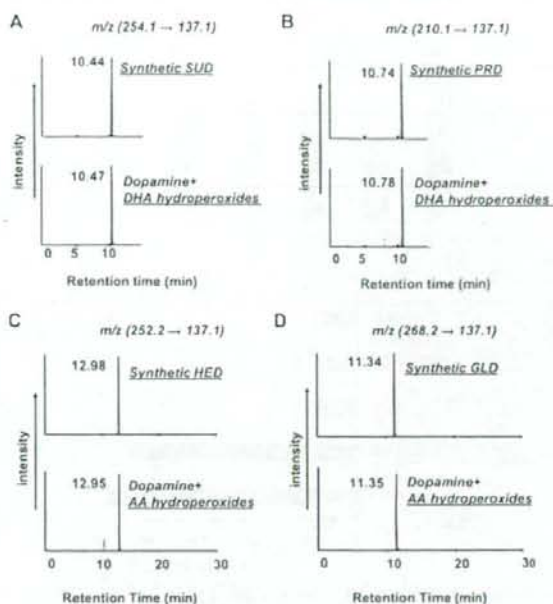 A
m/z (254.1 → 137.1)
10.44
Synthetic SUD
10.47
Dopamine+
DHA hydroperoxides
intensity
0 5 10
Retention time (min)
B
m/z (210.1 → 137.1)
10.74
Synthetic PRD
10.78
Dopamine+
DHA hydroperoxides
intensity
0 5 10
Retention time (min)
C
m/z (252.2 → 137.1)
12.98
Synthetic HED
12.95
Dopamine+
AA hydroperoxides
intensity
0 10 20 30
Retention Time (min)
D
m/z (268.2 → 137.1)
11.34
Synthetic GLD
11.35
Dopamine+
AA hydroperoxides
intensity
0 10 20 30
Retention Time (min)